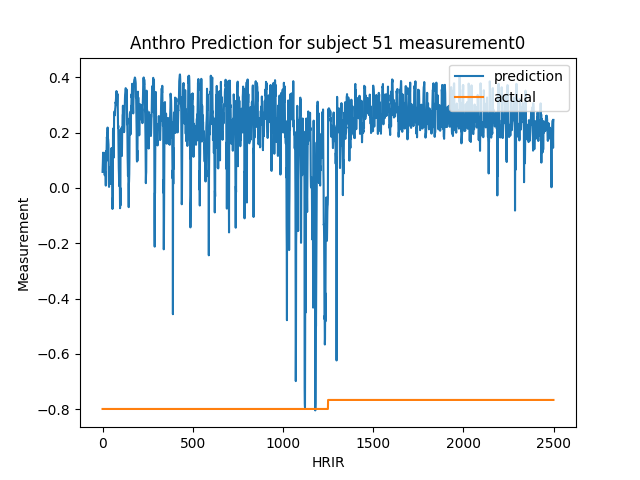 Anthro Prediction for subject 51 measurement0
prediction
actual
0.4
0.2
0.0
−0.2
−0.4
−0.6
−0.8
Measurement
0
500
1000
1500
2000
2500
HRIR